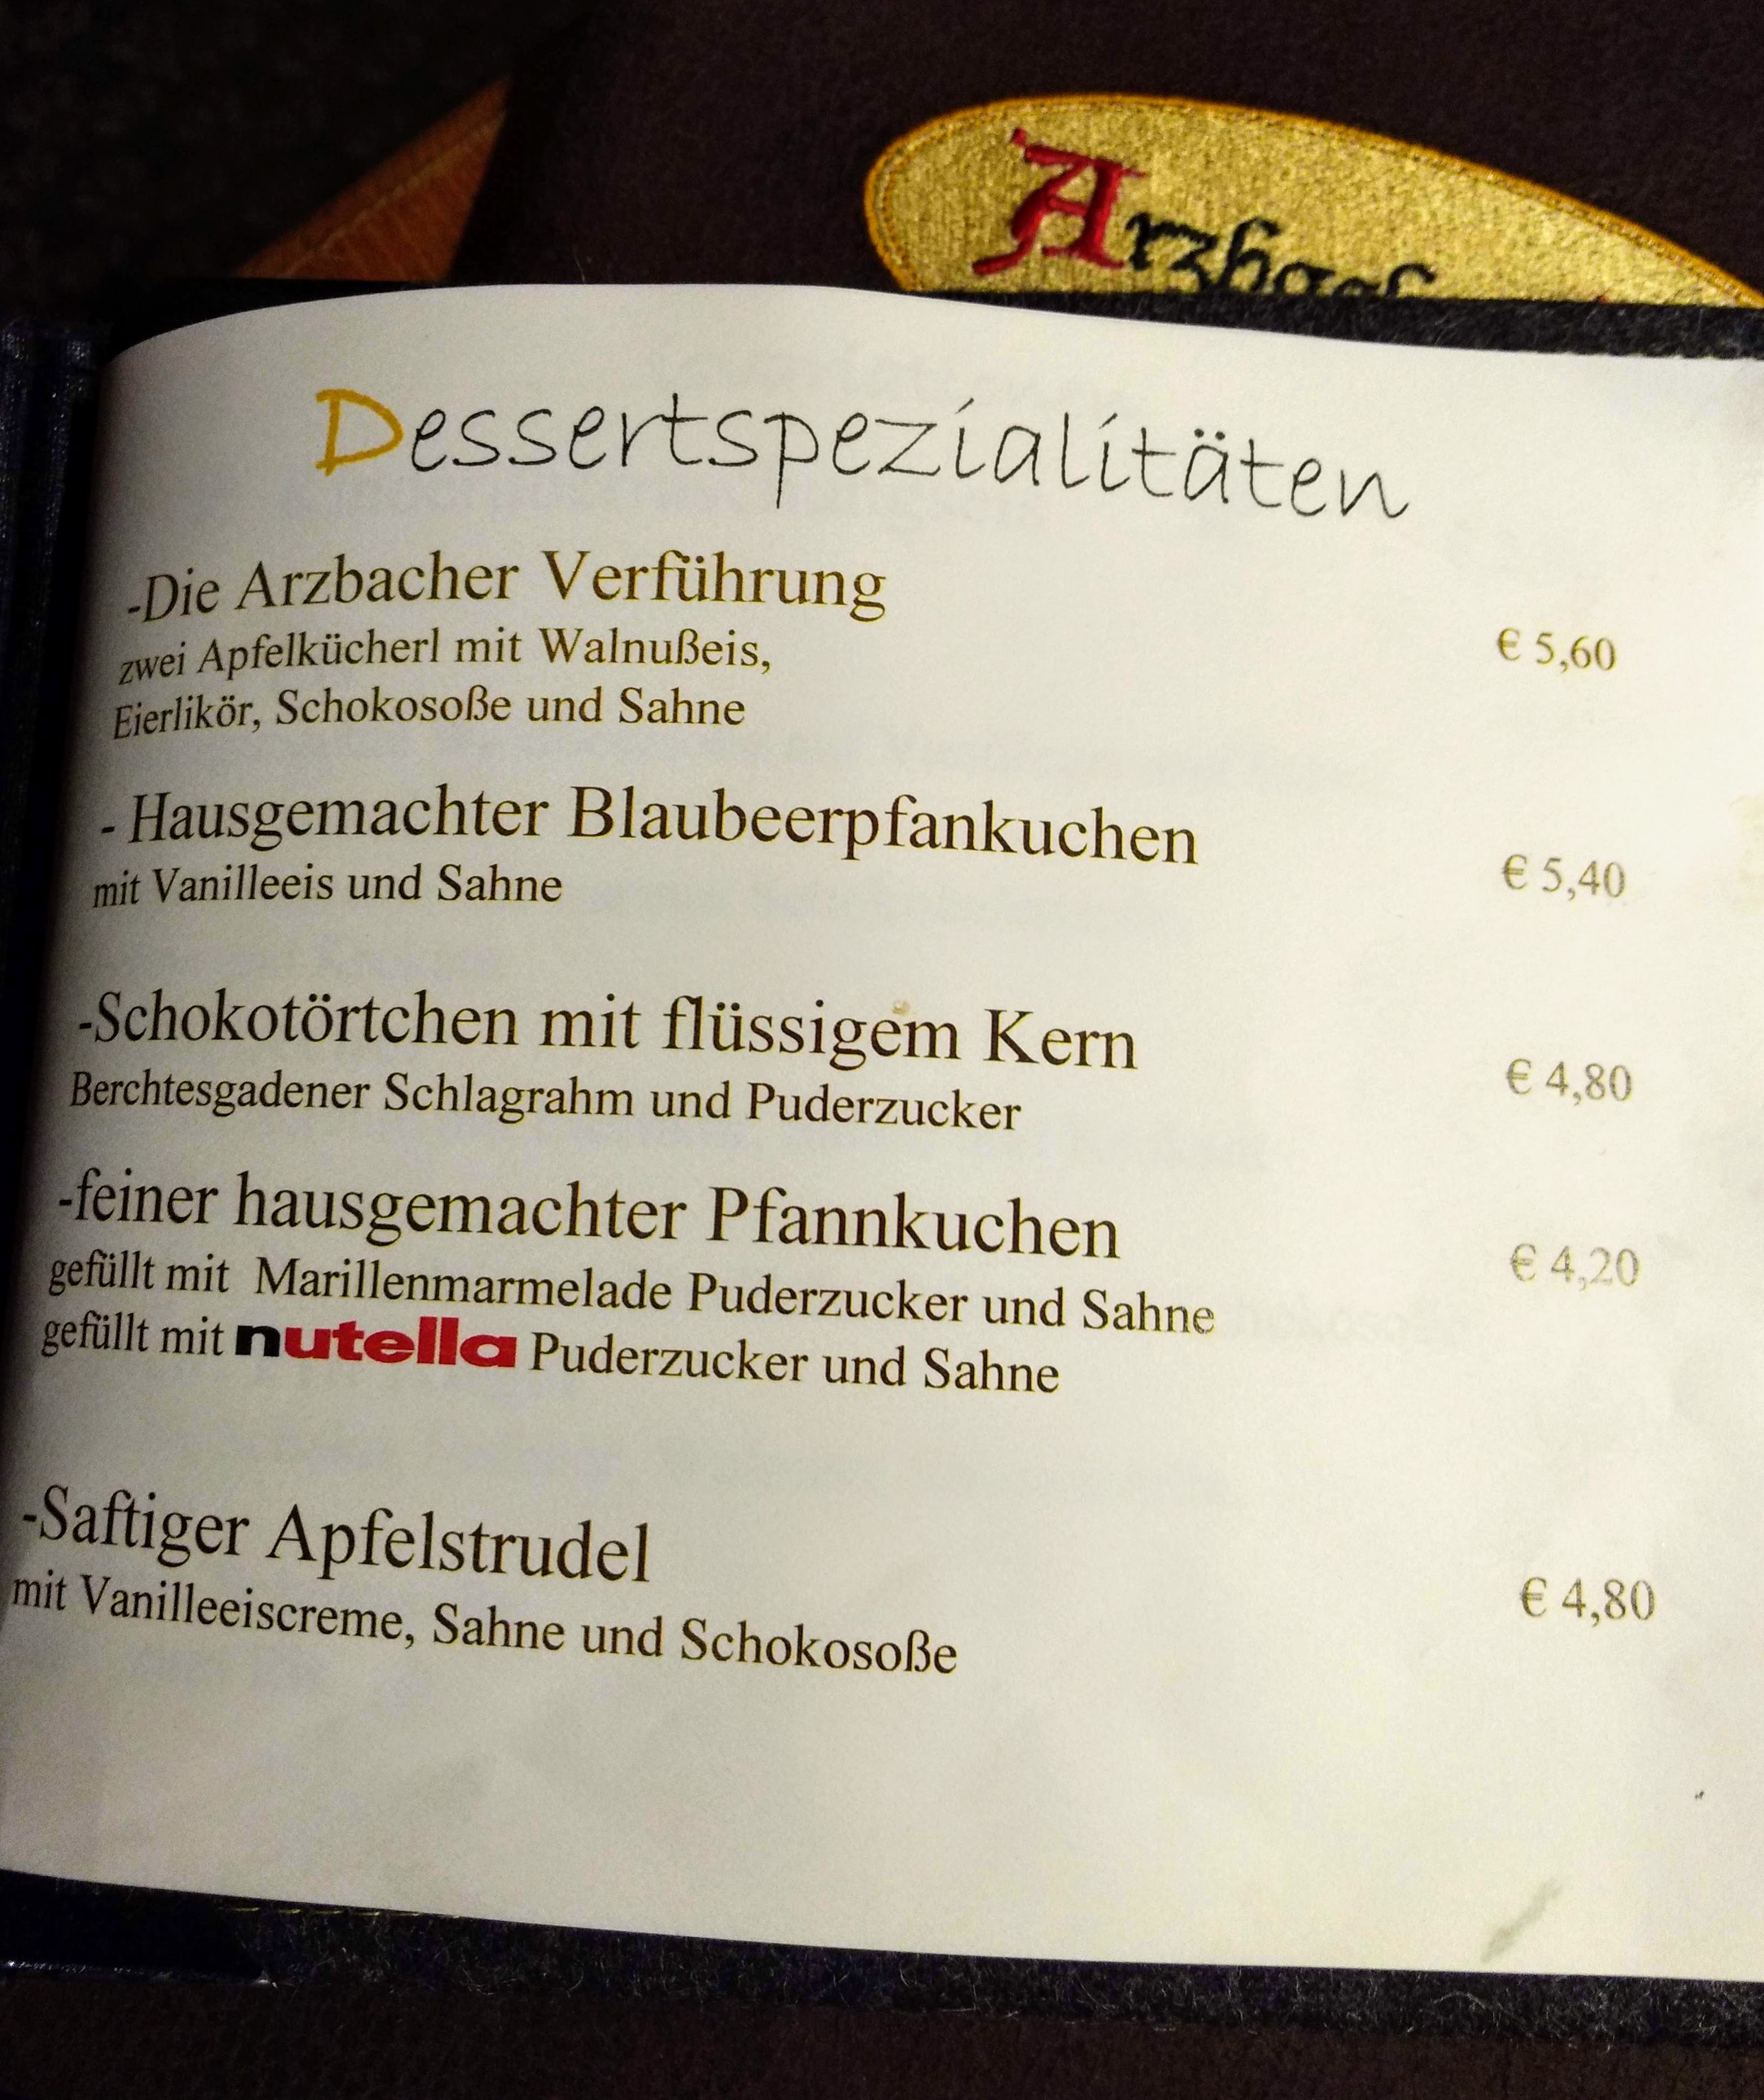 Dessertspezialitäten
-Die Arzbacher Verführung
zwei Apfelkücherl mit Walnußeis,
€ 5,60
Eierlikör, Schokosoße und Sahne
- Hausgemachter Blaubeerpfankuchen
€ 5,40
mit Vanilleeis und Sahne
-Schokotörtchen mit flüssigem Kern
€ 4,80
Berchtesgadener Schlagrahm und Puderzucker
-feiner hausgemachter Pfannkuchen
€ 4,20
gefüllt mit Marillenmarmelade Puderzucker und Sahne
gefüllt mit nutella Puderzucker und Sahne
-Saftiger Apfelstrudel
€ 4,80
mit Vanilleeiscreme, Sahne und Schokosoße